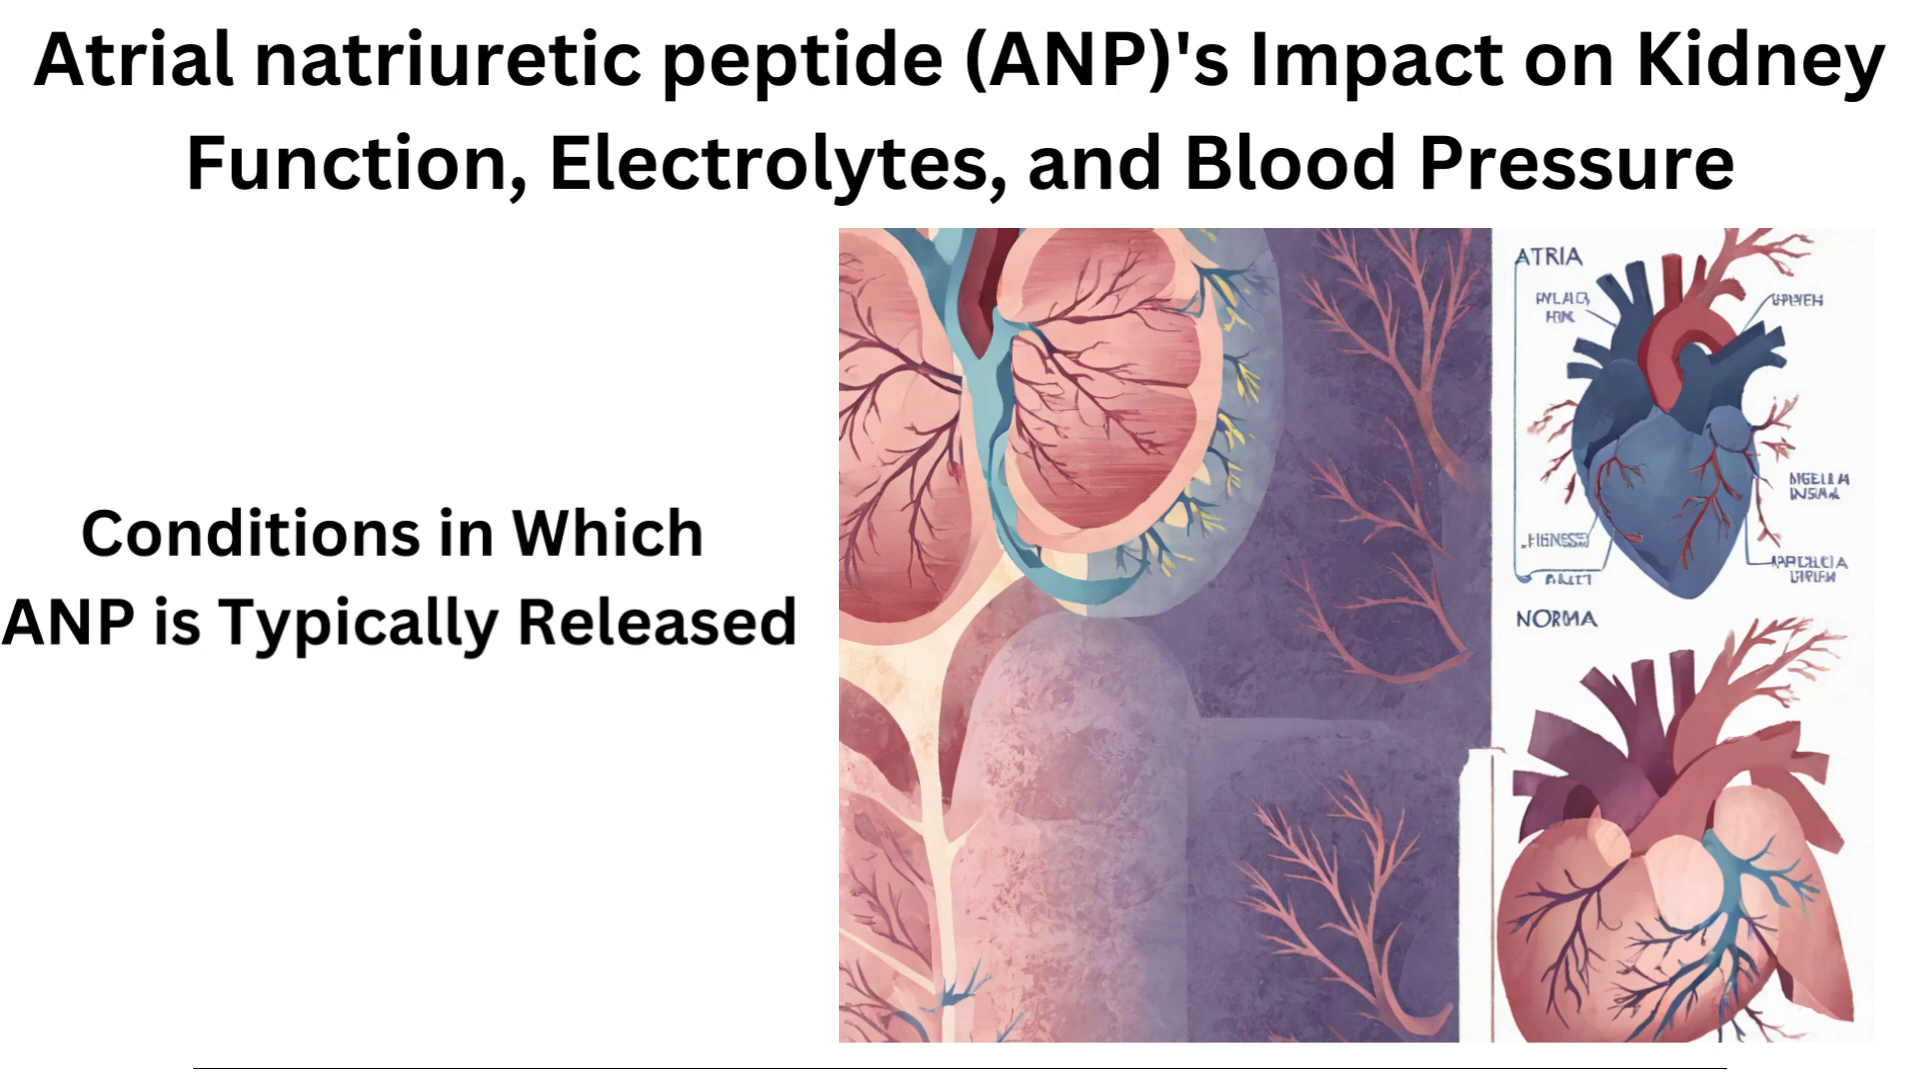 Atrial natriuretic peptide (ANP)'s Impact on Kidney
Function, Electrolytes, and Blood Pressure
Conditions in Which
ANP is Typically Released
ATRIA
NORMA